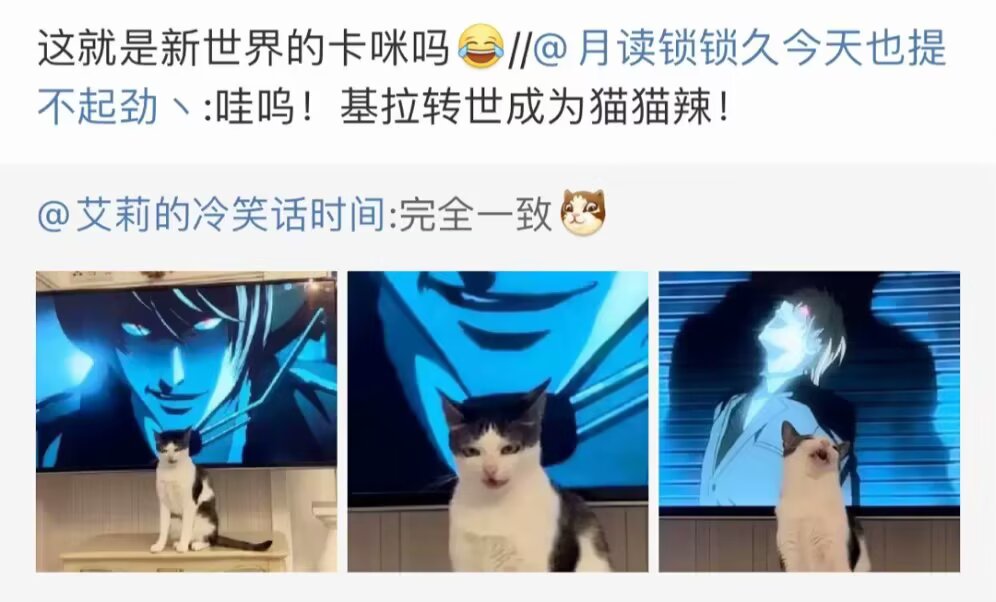 这就是新世界的卡咪吗😂//@月读锁锁久今天也提
不起劲丶:哇呜！基拉转世成为猫猫辣！
@艾莉的冷笑话时间:完全一致